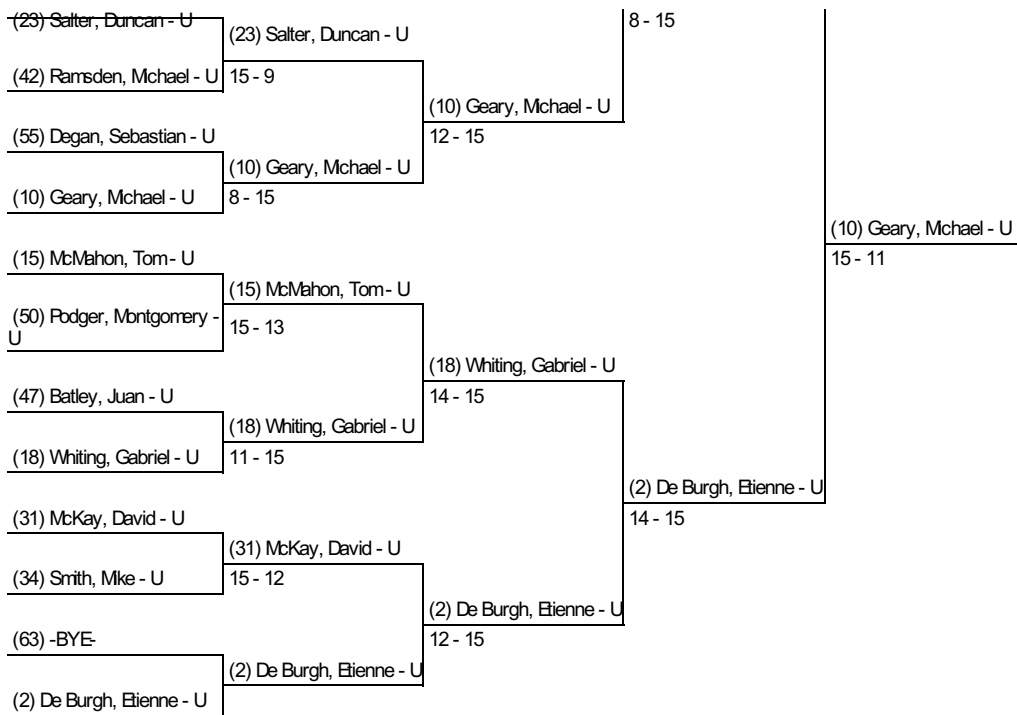 (23) Salter, Duncan - U
(42) Ramsden, Michael - U
(55) Degan, Sebastian - U
(10) Geary, Michael - U
(15) McMahon, Tom - U
(50) Podger, Montgomery -
U
(47) Batley, Juan - U
(18) Whiting, Gabriel - U
(31) McKay, David - U
(34) Smith, Mike - U
(63) -BYE-
(2) De Burgh, Etienne - U
(23) Salter, Duncan - U
15 - 9
(10) Geary, Michael - U
8 - 15
(15) McMahon, Tom - U
15 - 13
(18) Whiting, Gabriel - U
11 - 15
(31) McKay, David - U
15 - 12
(2) De Burgh, Etienne - U
(10) Geary, Michael - U
12 - 15
(18) Whiting, Gabriel - U
14 - 15
(2) De Burgh, Etienne - U
12 - 15
8 - 15
(2) De Burgh, Etienne - U
14 - 15
(10) Geary, Michael - U
15 - 11